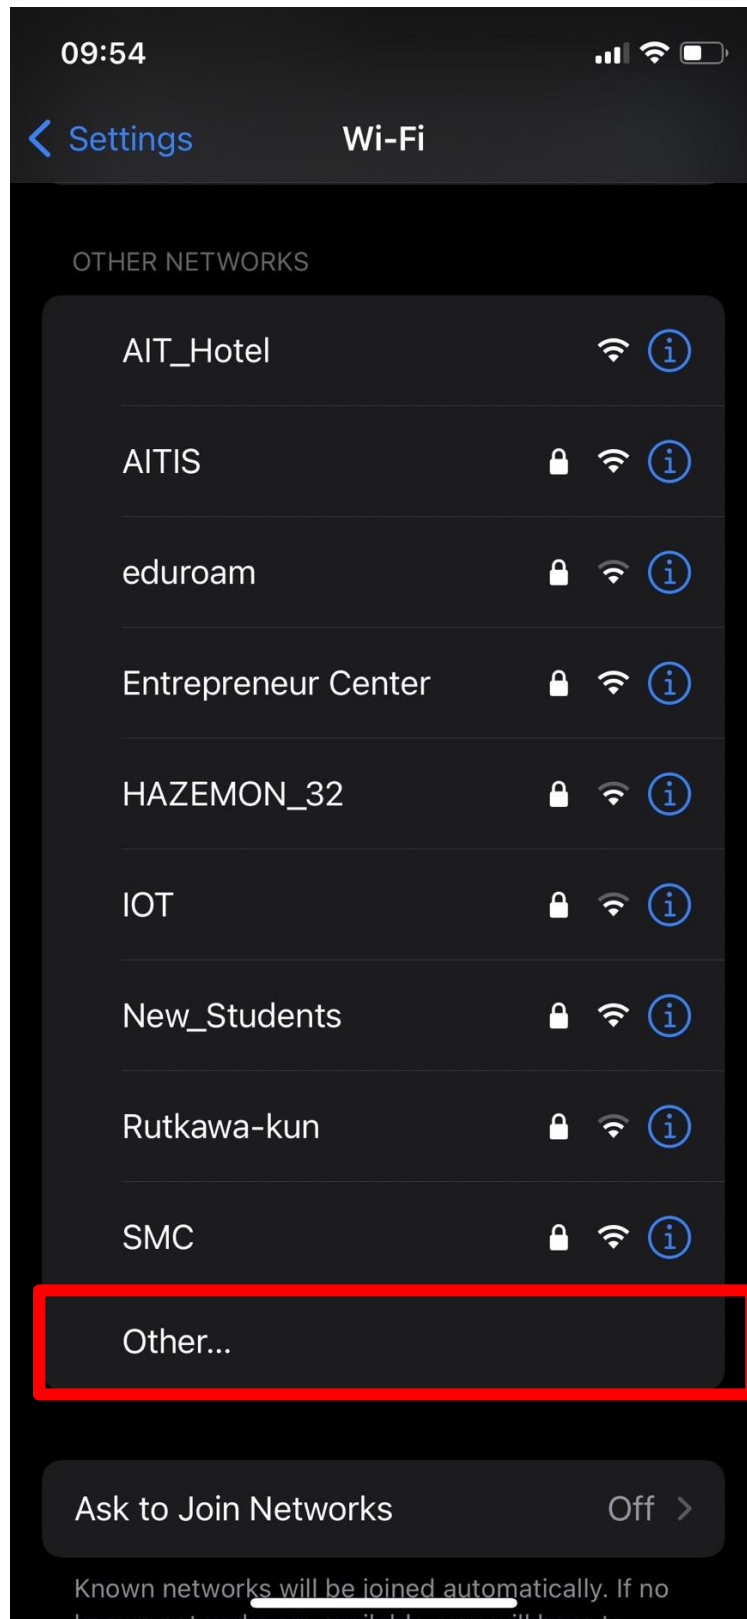 09:54
Settings
Wi-Fi
OTHER NETWORKS
AIT_Hotel
AITIS
eduroam
Entrepreneur Center
HAZEMON_32
IOT
New_Students
Rutkawa-kun
SMC
Other...
Ask to Join Networks Off
Known networks will be joined automatically. If no